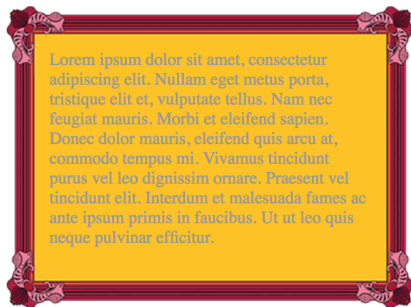 Lorem ipsum dolor sit amet, consectetur
adipiscing elit. Nullam eget metus porta,
tristique elit et, vulputate tellus. Nam nec
feugiat mauris. Morbi et eleifend sapien.
Donec dolor mauris, eleifend quis arcu at,
commodo tempus mi. Vivamus tincidunt
purus vel leo dignissim ornare. Praesent vel
tincidunt elit. Interdum et malesuada fames ac
ante ipsum primis in faucibus. Ut ut leo quis
neque pulvinar efficitur.